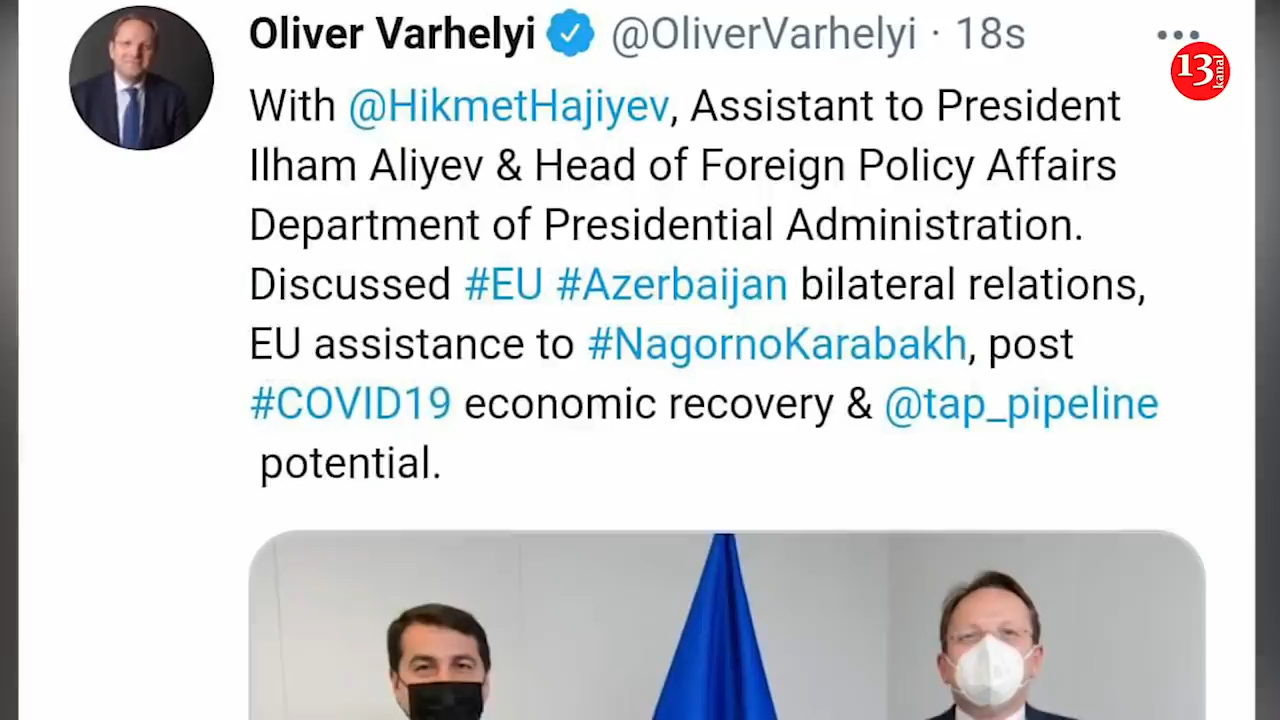 Oliver Varhelyi @OliverVarhelyi · 18s
13 kanal
With @HikmetHajiyev, Assistant to President
Ilham Aliyev & Head of Foreign Policy Affairs
Department of Presidential Administration.
Discussed #EU #Azerbaijan bilateral relations,
EU assistance to #NagornoKarabakh, post
#COVID19 economic recovery & @tap_pipeline
potential.